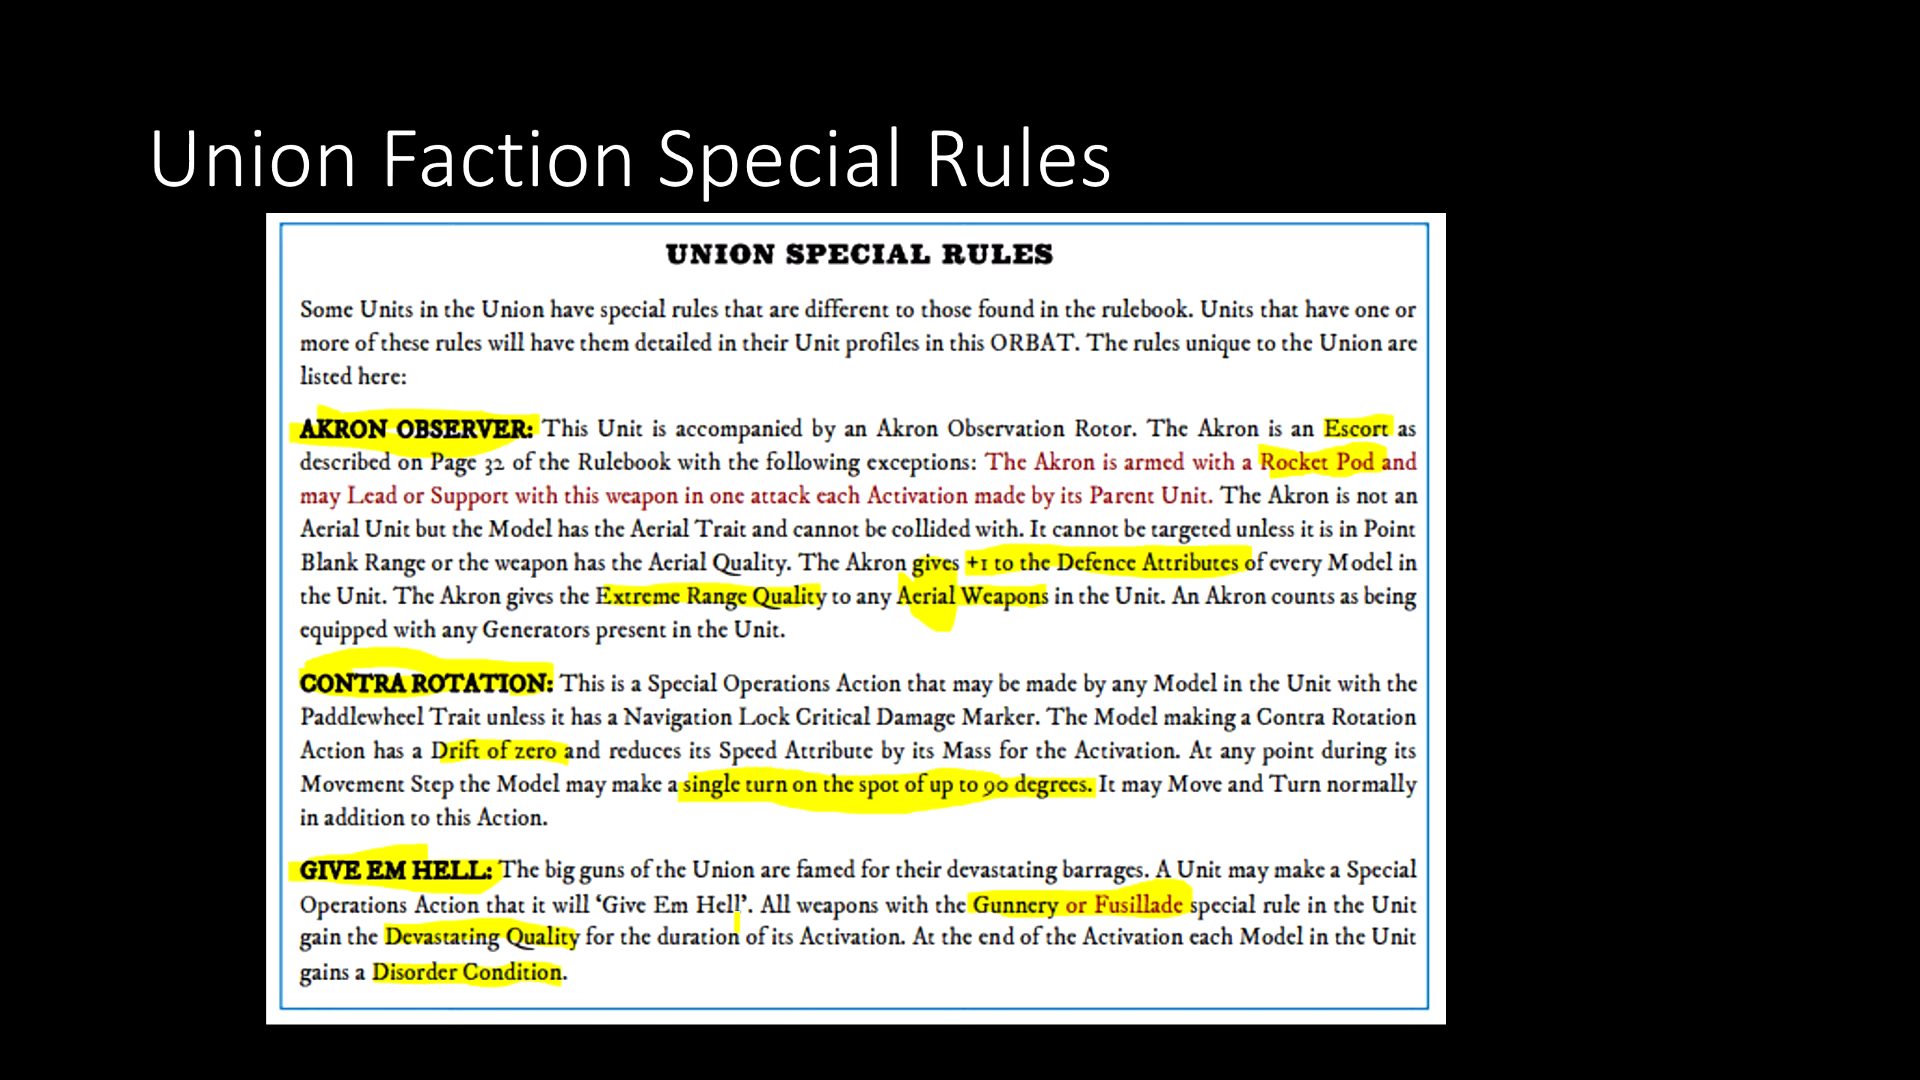 Union Faction Special Rules
UNION SPECIAL RULES
Some Units in the Union have special rules that are different to those found in the rulebook. Units that have one or
more of these rules will have them detailed in their Unit profiles in this ORBAT. The rules unique to the Union are
listed here:
AKRON OBSERVER: This Unit is accompanied by an Akron Observation Rotor. The Akron is an Escort as
described on Page 32 of the Rulebook with the following exceptions: The Akron is armed with a Rocket Pod and
may Lead or Support with this weapon in one attack each Activation made by its Parent Unit. The Akron is not an
Aerial Unit but the Model has the Aerial Trait and cannot be collided with. It cannot be targeted unless it is in Point
Blank Range or the weapon has the Aerial Quality. The Akron gives +1 to the Defence Attributes of every Model in
the Unit. The Akron gives the Extreme Range Quality to any Aerial Weapons in the Unit. An Akron counts as being
equipped with any Generators present in the Unit.
CONTRA ROTATION: This is a Special Operations Action that may be made by any Model in the Unit with the
Paddlewheel Trait unless it has a Navigation Lock Critical Damage Marker. The Model making a Contra Rotation
Action has a Drift of zero and reduces its Speed Attribute by its Mass for the Activation. At any point during its
Movement Step the Model may make a single turn on the spot of up to 90 degrees. It may Move and Turn normally
in addition to this Action.
GIVE EM HELL: The big guns of the Union are famed for their devastating barrages. A Unit may make a Special
Operations Action that it will ‘Give Em Hell’. All weapons with the Gunnery or Fusillade special rule in the Unit
gain the Devastating Quality for the duration of its Activation. At the end of the Activation each Model in the Unit
gains a Disorder Condition.